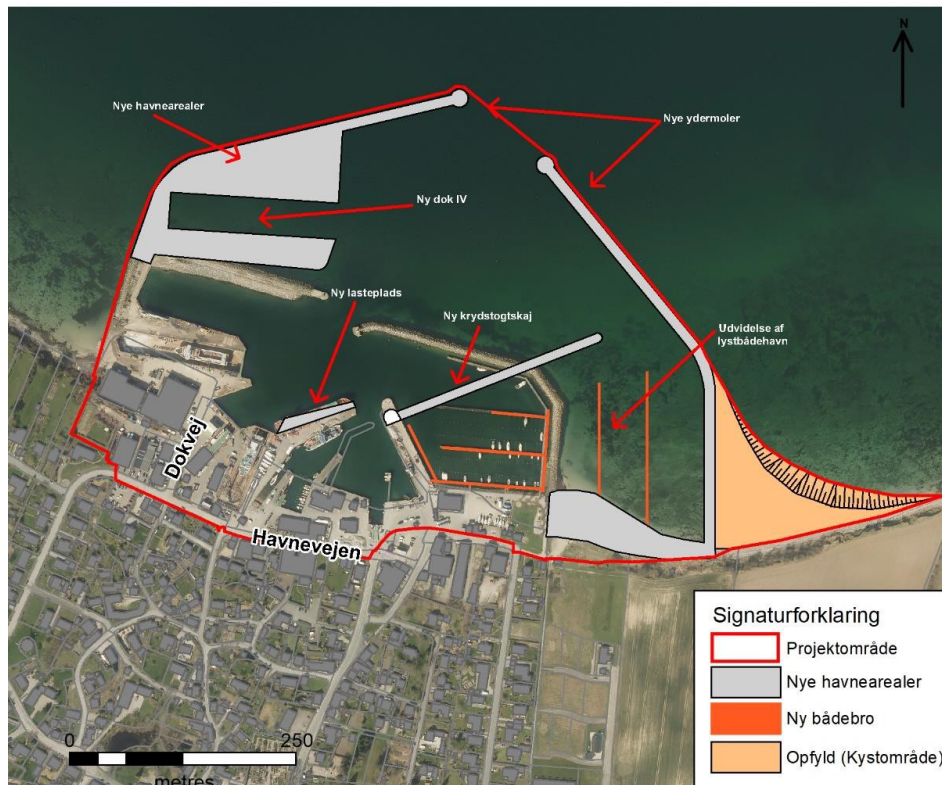 N
Nye havnearealer
Nye ydermoler
Ny dok IV
Ny lasteplads
Ny krydstogtskaj
Udvidelse af
lystbådehavn
Dokvej
Havnevejen
Signaturforklaring
Projektområde
Nye havnearealer
Ny bådebro
Opfyld (Kystområde)
0 250
metres